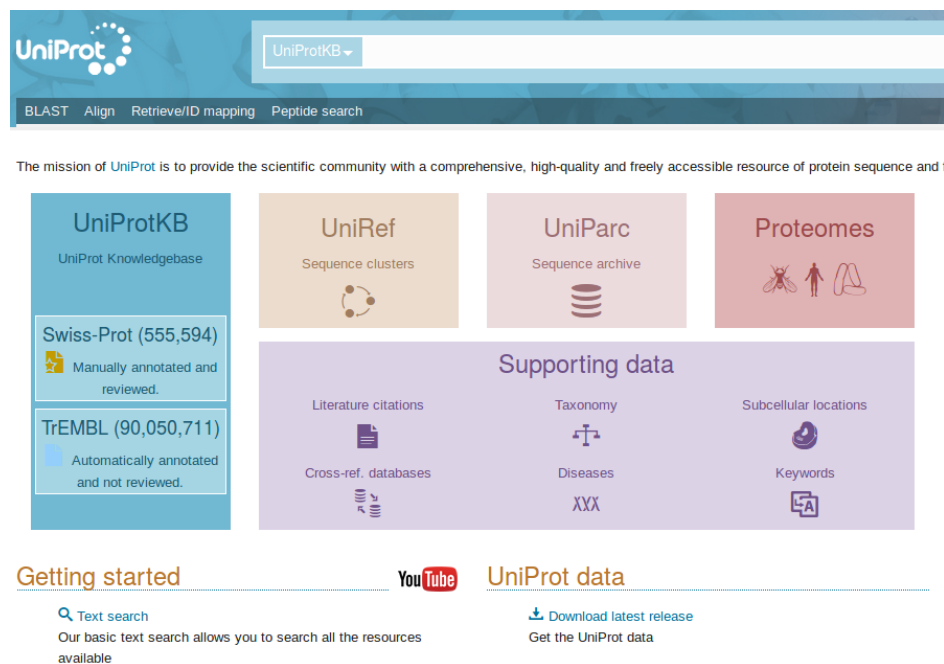 UniProt
UniProtKB
BLAST Align Retrieve/ID mapping Peptide search
The mission of UniProt is to provide the scientific community with a comprehensive, high-quality and freely accessible resource of protein sequence and
UniProtKB
UniProt Knowledgebase
Swiss-Prot (555,594)
Manually annotated and
reviewed.
TrEMBL (90,050,711)
Automatically annotated
and not reviewed.
UniRef
Sequence clusters
UniParc
Sequence archive
Proteomes
Supporting data
Literature citations
Taxonomy
Subcellular locations
Cross-ref. databases
Diseases
Keywords
A
Getting started
YouTube
Text search
Our basic text search allows you to search all the resources
available
UniProt data
Download latest release
Get the UniProt data